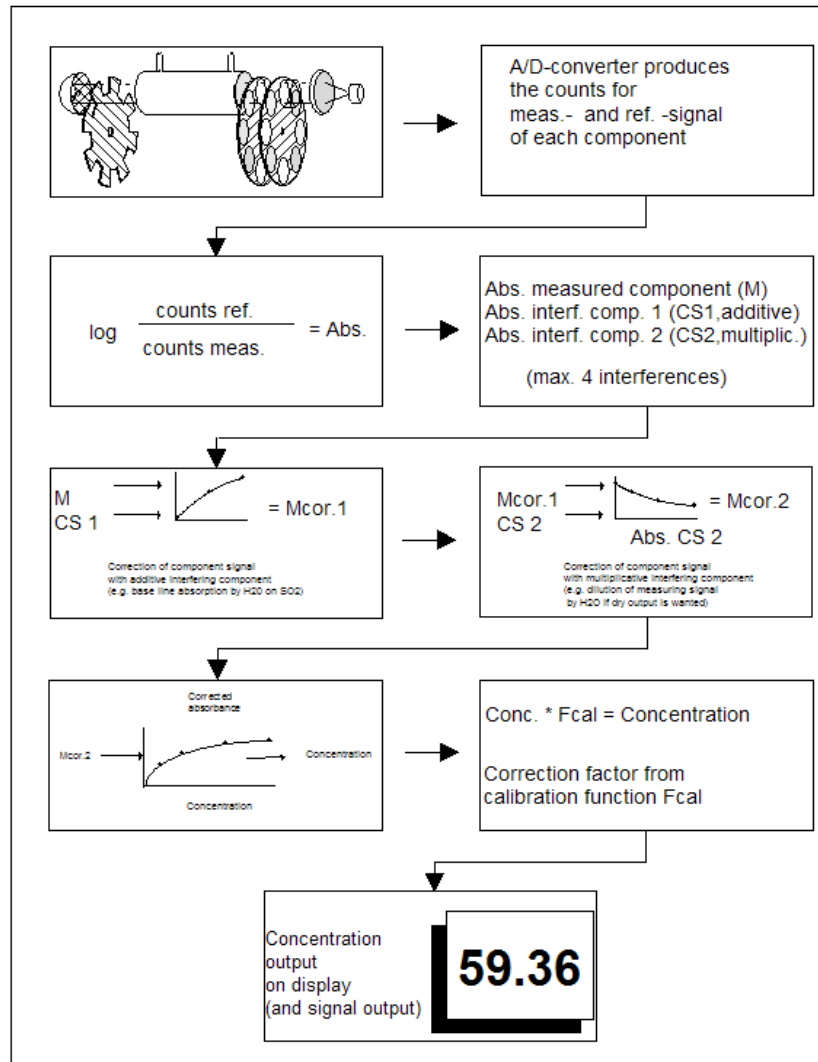 A/D-converter produces
the counts for
meas.- and ref. -signal
of each component
counts ref.
log
= Abs.
counts meas.
Abs. measured component (M)
Abs. interf. comp. 1 (CS1,additive)
Abs. interf. comp. 2 (CS2,multiplic.)
(max. 4 interferences)
M
CS 1
= Mcor.1
Correction of component signal
with additive interfering component
(e.g. base line absorption by H20 on SO2)
Mcor.1
CS 2
= Mcor.2
Abs. CS 2
Correction of component signal
with multiplicative interfering component
(e.g. dilution of measuring signal
by H2O if dry output is wanted)
Corrected
absorbance
Mcor.2
Concentration
Concentration
Conc. * Fcal = Concentration
Correction factor from
calibration function Fcal
Concentration
output
on display
(and signal output)
59.36